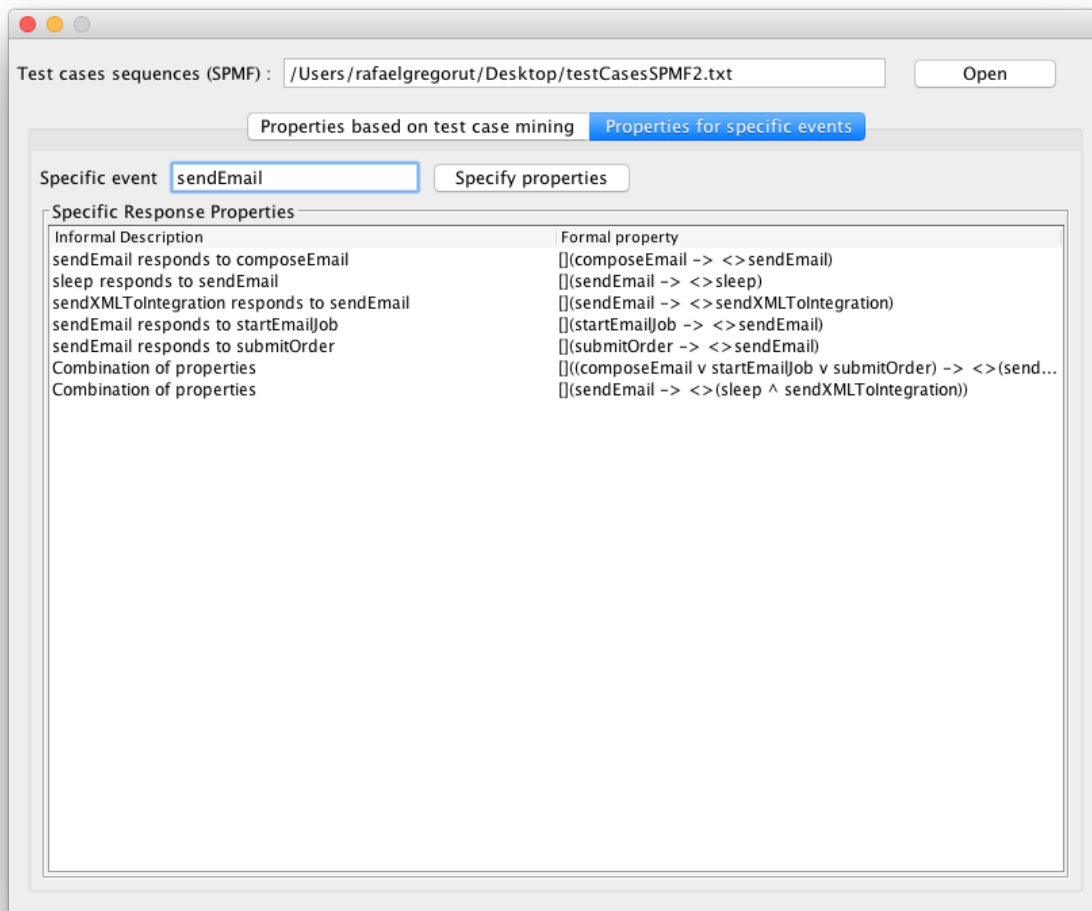 Test cases sequences (SPMF) : /Users/rafaelgregorut/Desktop/testCasesSPMF2.txt Open
Properties based on test case mining Properties for specific events
Specific event sendEmail Specify properties
Specific Response Properties
Informal Description Formal property
sendEmail responds to composeEmail [](composeEmail -> <>sendEmail)
sleep responds to sendEmail [](sendEmail -> <>sleep)
sendXMLToIntegration responds to sendEmail [](sendEmail -> <>sendXMLToIntegration)
sendEmail responds to startEmailJob [](startEmailJob -> <>sendEmail)
sendEmail responds to submitOrder [](submitOrder -> <>sendEmail)
Combination of properties []((composeEmail v startEmailJob v submitOrder) -> <>(send...
Combination of properties [](sendEmail -> <>(sleep ^ sendXMLToIntegration))